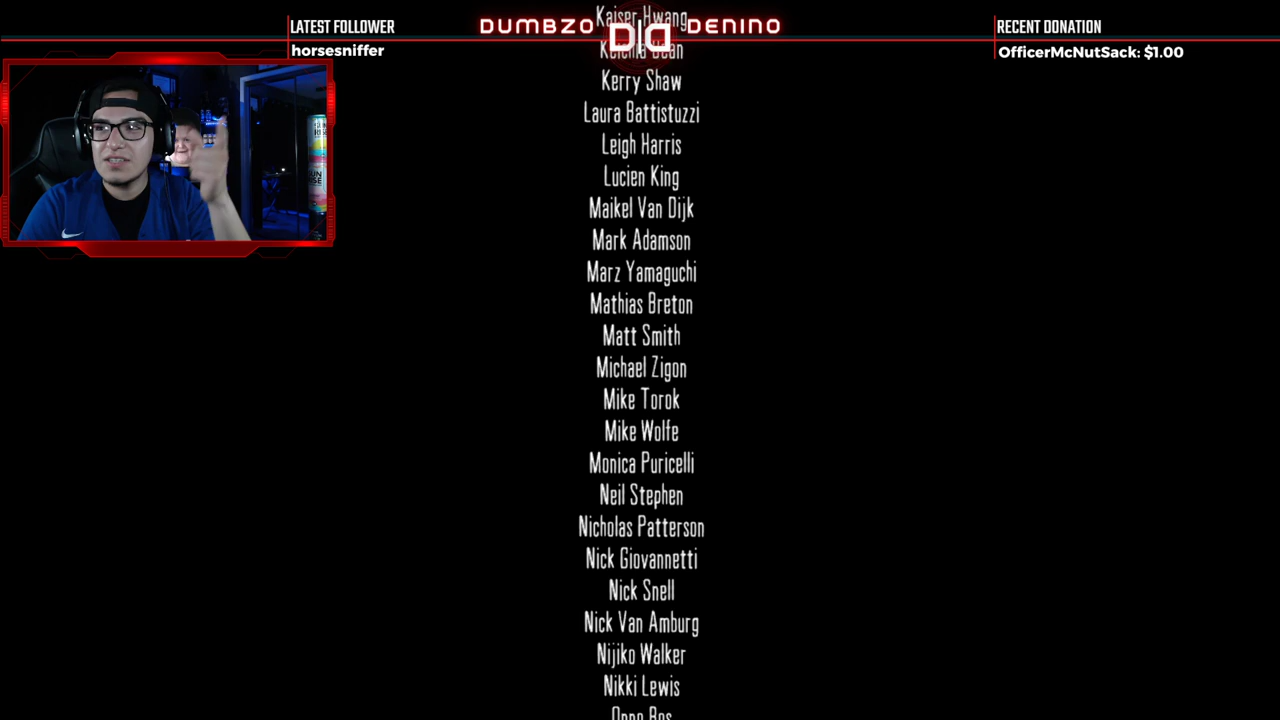 LATEST FOLLOWER
horsesniffer
DUMBZO DID DENINO
RECENT DONATION
OfficerMcNutSack: $1.00
Kaiser Hwang
Kerry Shaw
Laura Battistuzzi
Leigh Harris
Lucien King
Maikel Van Dijk
Mark Adamson
Marz Yamaguchi
Mathias Breton
Matt Smith
Michael Zigon
Mike Torok
Mike Wolfe
Monica Puricelli
Neil Stephen
Nicholas Patterson
Nick Giovannetti
Nick Snell
Nick Van Amburg
Nijiko Walker
Nikki Lewis